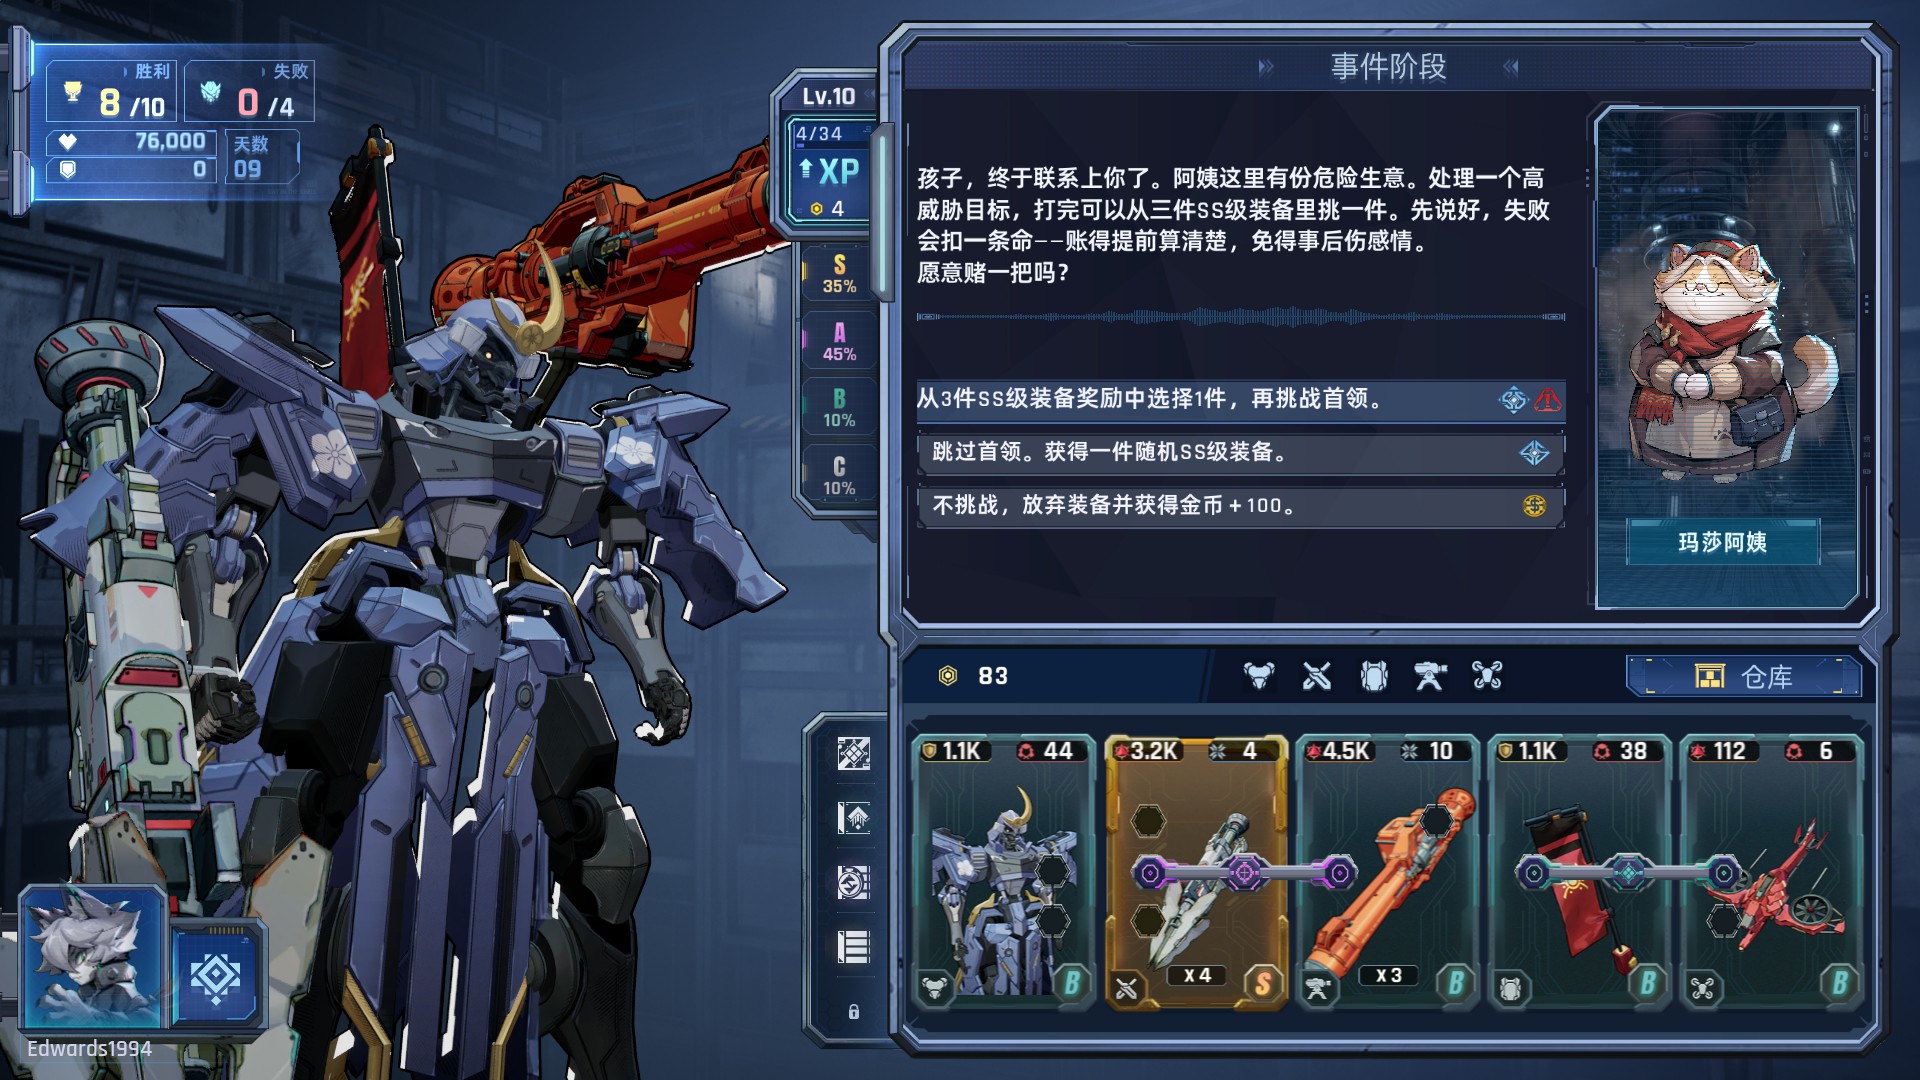 胜利
8/10
失败
0/4
76,000
0
天数
09
Lv.10
4/34
XP
4
S
35%
A
45%
B
10%
C
10%
事件阶段
孩子，终于联系上你了。阿姨这里有份危险生意。处理一个高
威胁目标，打完可以从三件SS级装备里挑一件。先说好，失败
会扣一条命——账得提前算清楚，免得事后伤感情。
愿意赌一把吗？
从3件SS级装备奖励中选择1件，再挑战首领。
跳过首领。获得一件随机SS级装备。
不挑战，放弃装备并获得金币+100。
玛莎阿姨
83
仓库
1.1K
44
3.2K
4
4.5K
10
1.1K
38
112
6
B
x4
S
x3
B
B
B
Edwards1994